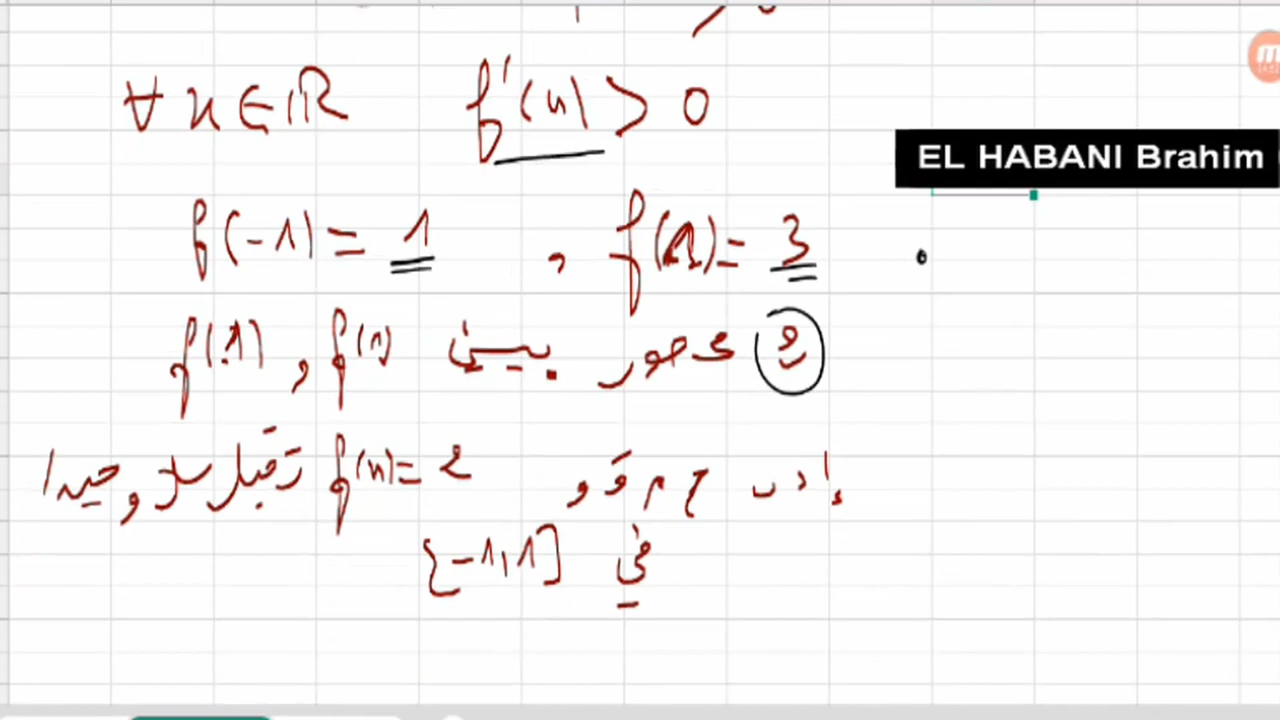 ∀x∈ℝ f'(x) > 0
EL HABANI Brahim
f(-1) = 1 , f(1) = 3
2 محصور بين f(1) , f(1)
إذن ح م ق و f(x) = 2 تقبل حلا وحيدا
في [-1,1]